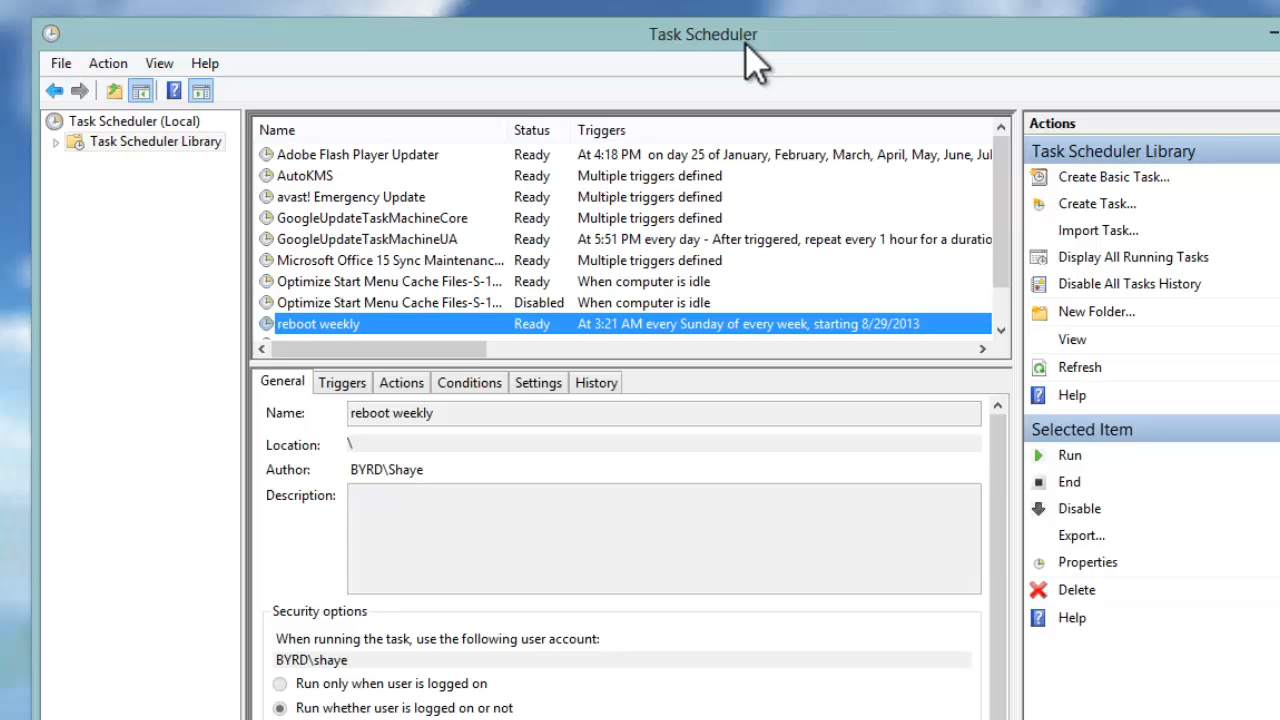 Task Scheduler
File Action View Help
Task Scheduler (Local)
Task Scheduler Library
Name Status Triggers
Adobe Flash Player Updater Ready At 4:18 PM on day 25 of January, February, March, April, May, June, Jul
AutoKMS Ready Multiple triggers defined
avast! Emergency Update Ready Multiple triggers defined
GoogleUpdateTaskMachineCore Ready Multiple triggers defined
GoogleUpdateTaskMachineUA Ready At 5:51 PM every day - After triggered, repeat every 1 hour for a duratio
Microsoft Office 15 Sync Maintenanc... Ready Multiple triggers defined
Optimize Start Menu Cache Files-S-1... Ready When computer is idle
Optimize Start Menu Cache Files-S-1... Disabled When computer is idle
reboot weekly Ready At 3:21 AM every Sunday of every week, starting 8/29/2013
General Triggers Actions Conditions Settings History
Name: reboot weekly
Location: \
Author: BYRD\Shaye
Description:
Security options
When running the task, use the following user account:
BYRD\shaye
Run only when user is logged on
Run whether user is logged on or not
Actions
Task Scheduler Library
Create Basic Task...
Create Task...
Import Task...
Display All Running Tasks
Disable All Tasks History
New Folder...
View
Refresh
Help
Selected Item
Run
End
Disable
Export...
Properties
Delete
Help